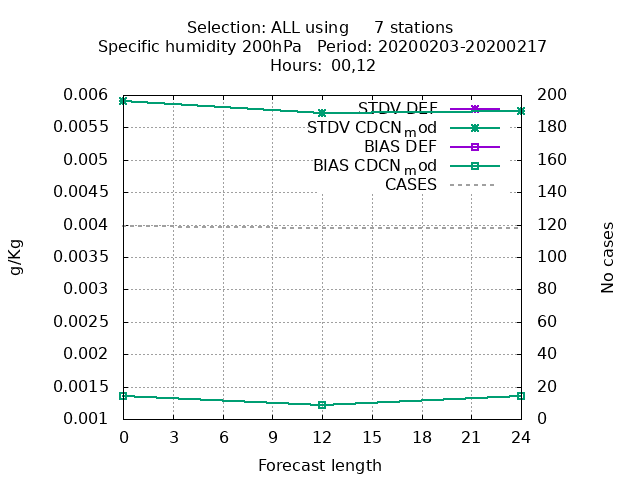 Selection: ALL using 7 stations
Specific humidity 200hPa Period: 20200203-20200217
Hours: 00,12
0.006
0.0055
0.005
0.0045
0.004
0.0035
0.003
0.0025
0.002
0.0015
0.001
g/Kg
STDV DEF
STDV CDCNmod
BIAS DEF
BIAS CDCNmod
CASES
200
180
160
140
120
100
80
60
40
20
0
No cases
0 3 6 9 12 15 18 21 24
Forecast length